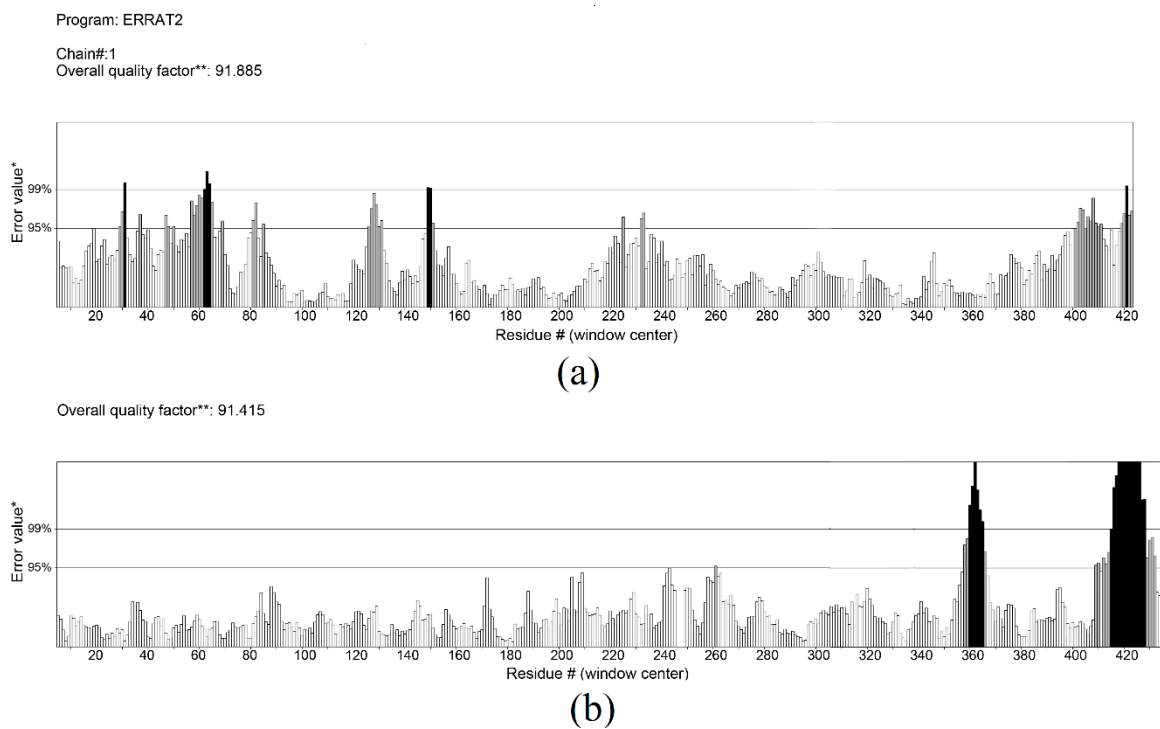 Program: ERRAT2
Chain#:1
Overall quality factor**: 91.885
Error value*
99%
95%
20 40 60 80 100 120 140 160 180 200 220 240 260 280 300 320 340 360 380 400 420
Residue # (window center)
(a)
Overall quality factor**: 91.415
Error value*
99%
95%
20 40 60 80 100 120 140 160 180 200 220 240 260 280 300 320 340 360 380 400 420
Residue # (window center)
(b)